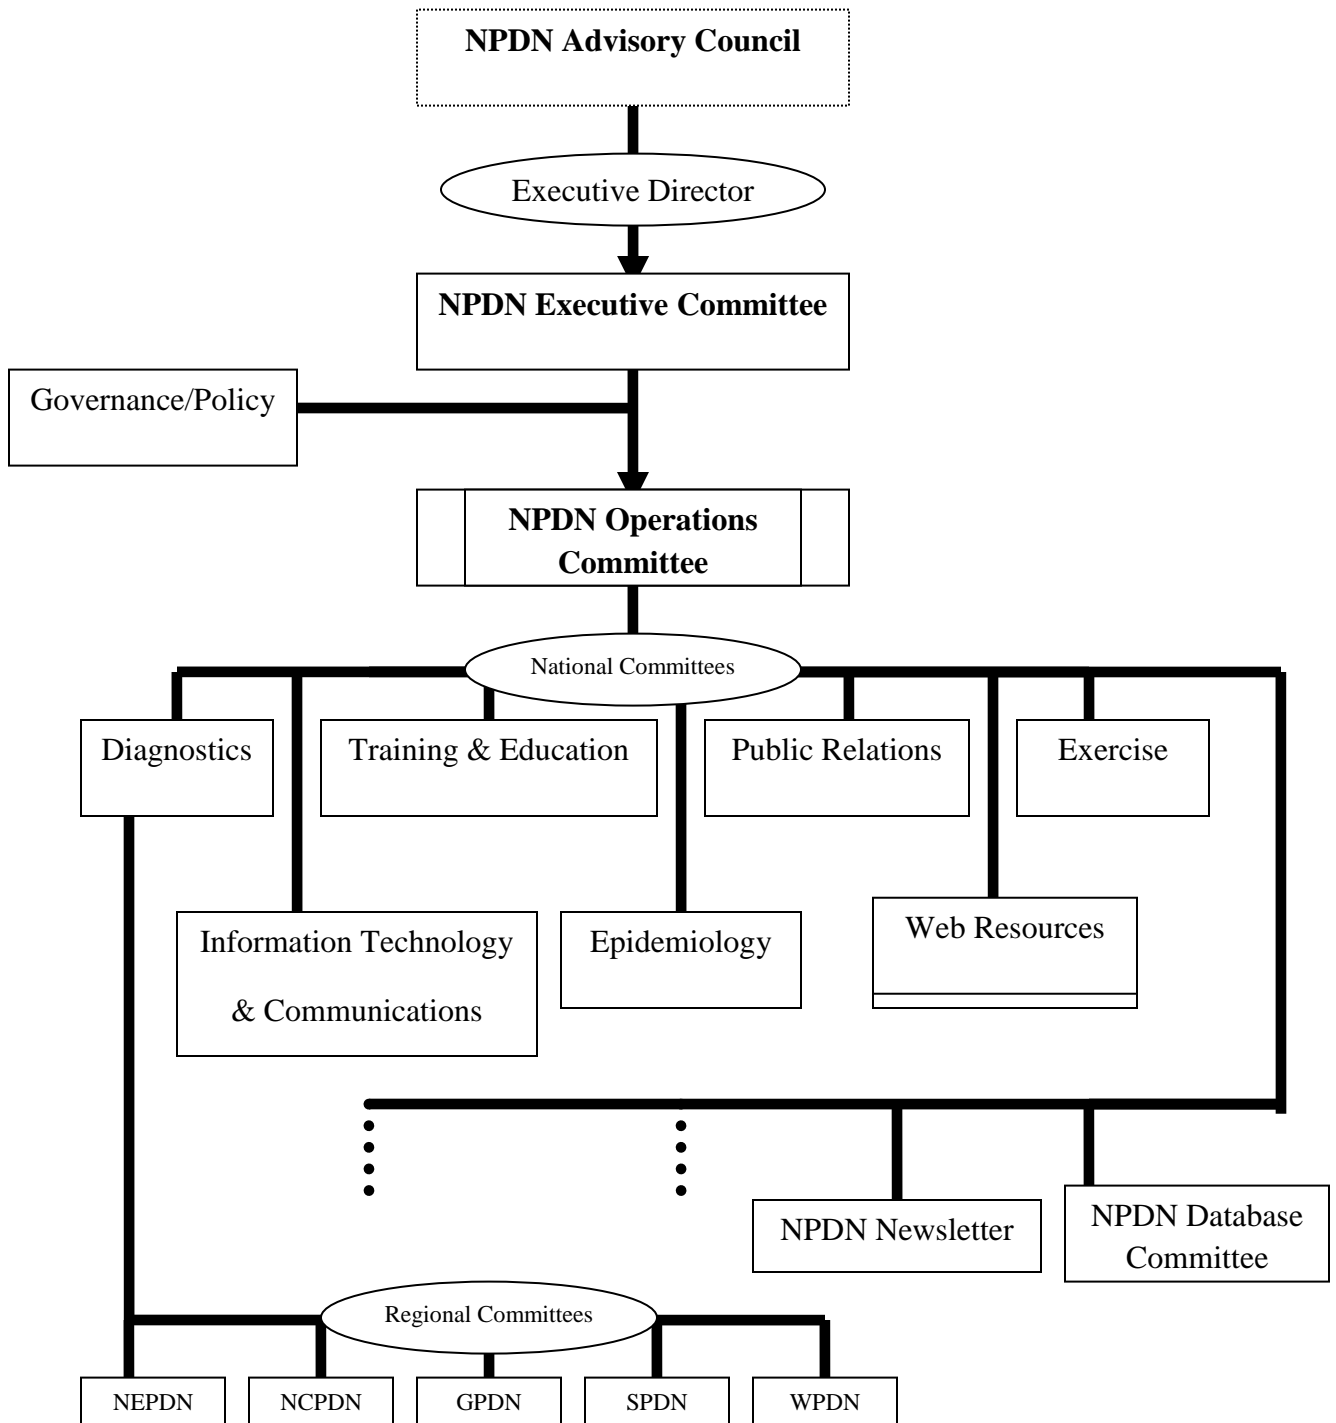 NPDN Advisory Council
Executive Director
NPDN Executive Committee
Governance/Policy
NPDN Operations
Committee
National Committees
Diagnostics
Training & Education
Public Relations
Exercise
Information Technology
& Communications
Epidemiology
Web Resources
NPDN Newsletter
NPDN Database
Committee
Regional Committees
NEPDN
NCPDN
GPDN
SPDN
WPDN